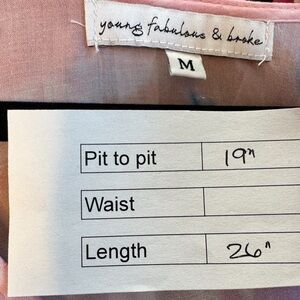 young fabulous & broke
M
Pit to pit 19"
Waist
Length 26"